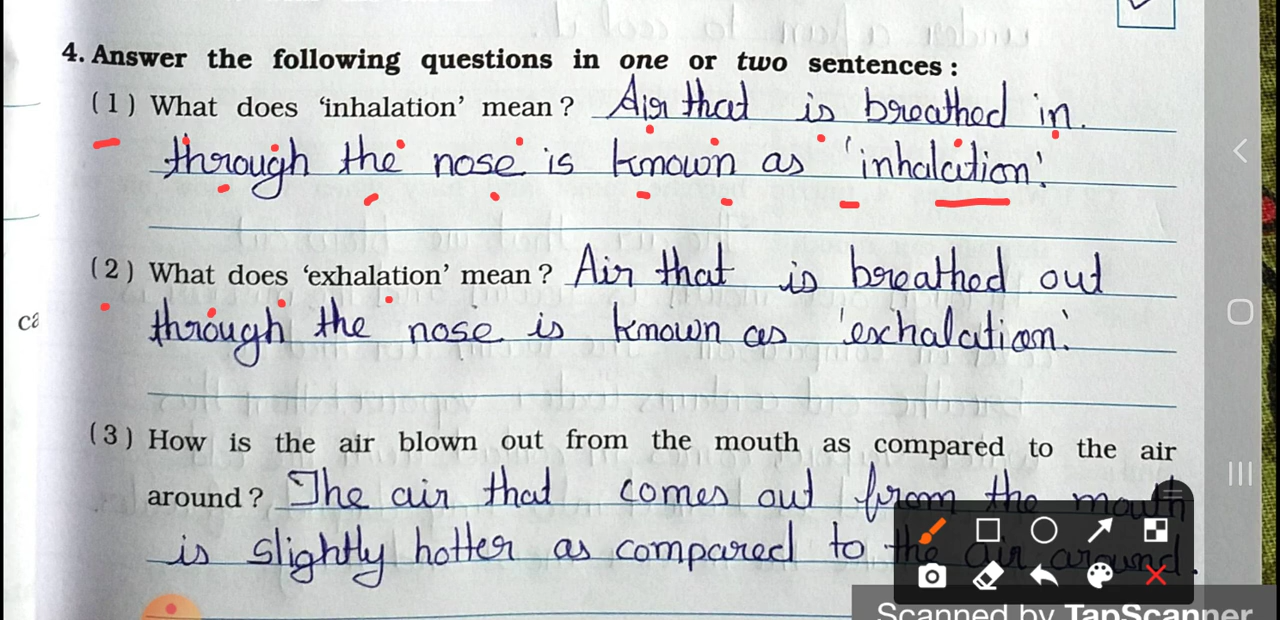 4. Answer the following questions in one or two sentences :
(1) What does ‘inhalation’ mean ? Air that is breathed in.
through the nose is known as ‘inhalation’.
(2) What does ‘exhalation’ mean ? Air that is breathed out
through the nose is known as ‘exhalation’.
ca
(3) How is the air blown out from the mouth as compared to the air
around ? The air that comes out from the mouth
is slightly hotter as compared to the air around.
Scanned by TapScanner